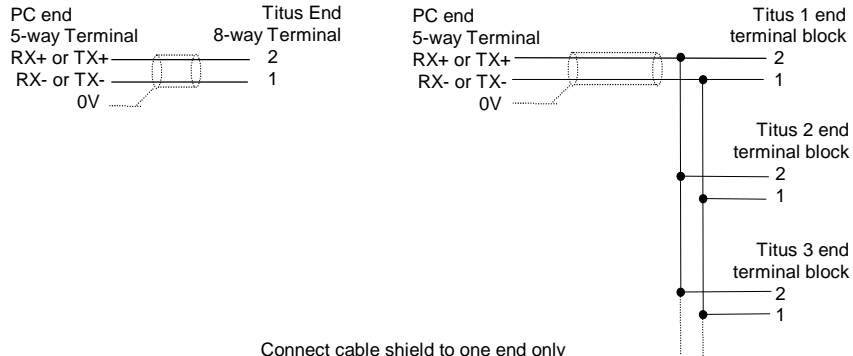 PC end
5-way Terminal
RX+ or TX+
RX- or TX-
0V
Titus End
8-way Terminal
2
1
PC end
5-way Terminal
RX+ or TX+
RX- or TX-
0V
Titus 1 end
terminal block
2
1
Titus 2 end
terminal block
2
1
Titus 3 end
terminal block
2
1
Connect cable shield to one end only